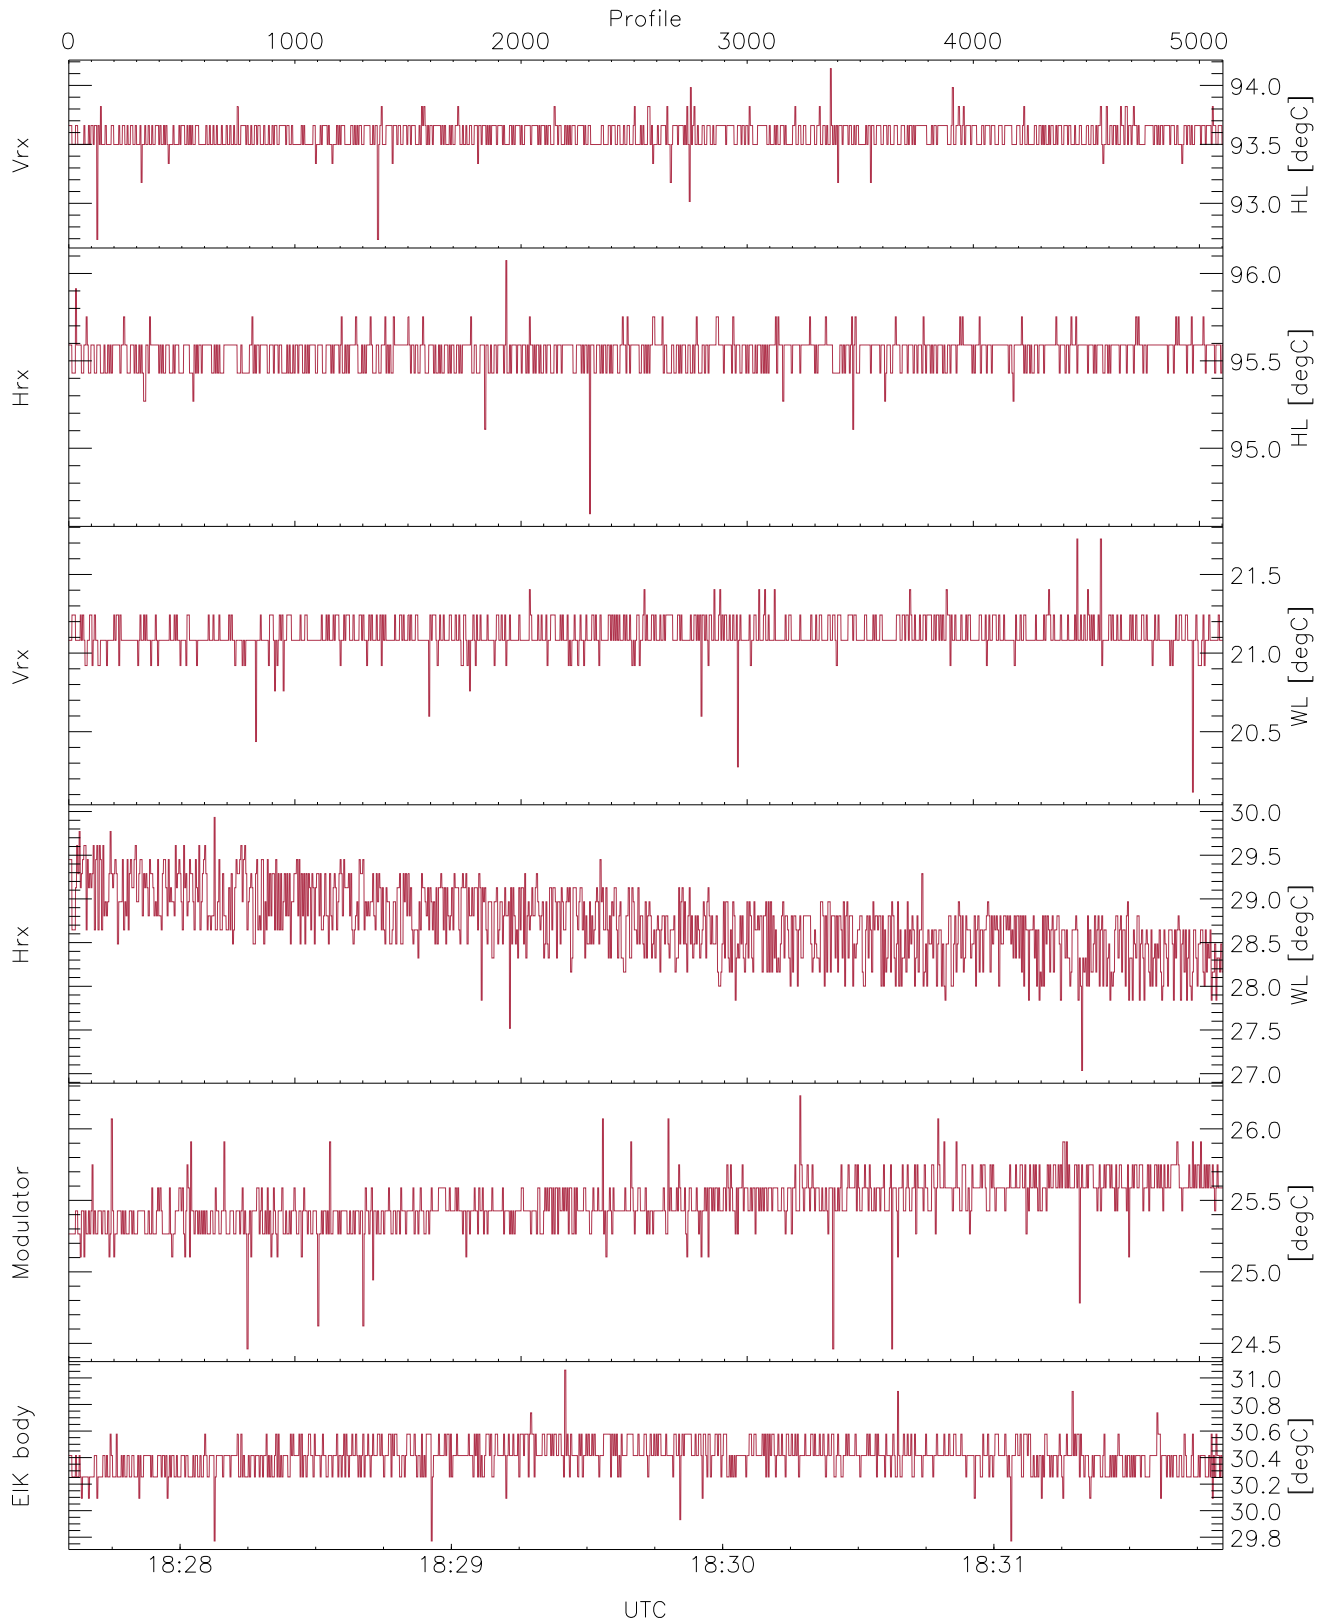 Profile
0 1000 2000 3000 4000 5000
Vrx
94.0
93.5
93.0
HL [degC]
Hrx
96.0
95.5
95.0
HL [degC]
Vrx
21.5
21.0
20.5
WL [degC]
Hrx
30.0
29.5
29.0
28.5
28.0
27.5
27.0
WL [degC]
Modulator
26.0
25.5
25.0
24.5
[degC]
EIK body
31.0
30.8
30.6
30.4
30.2
30.0
29.8
[degC]
18:28 18:29 18:30 18:31
UTC